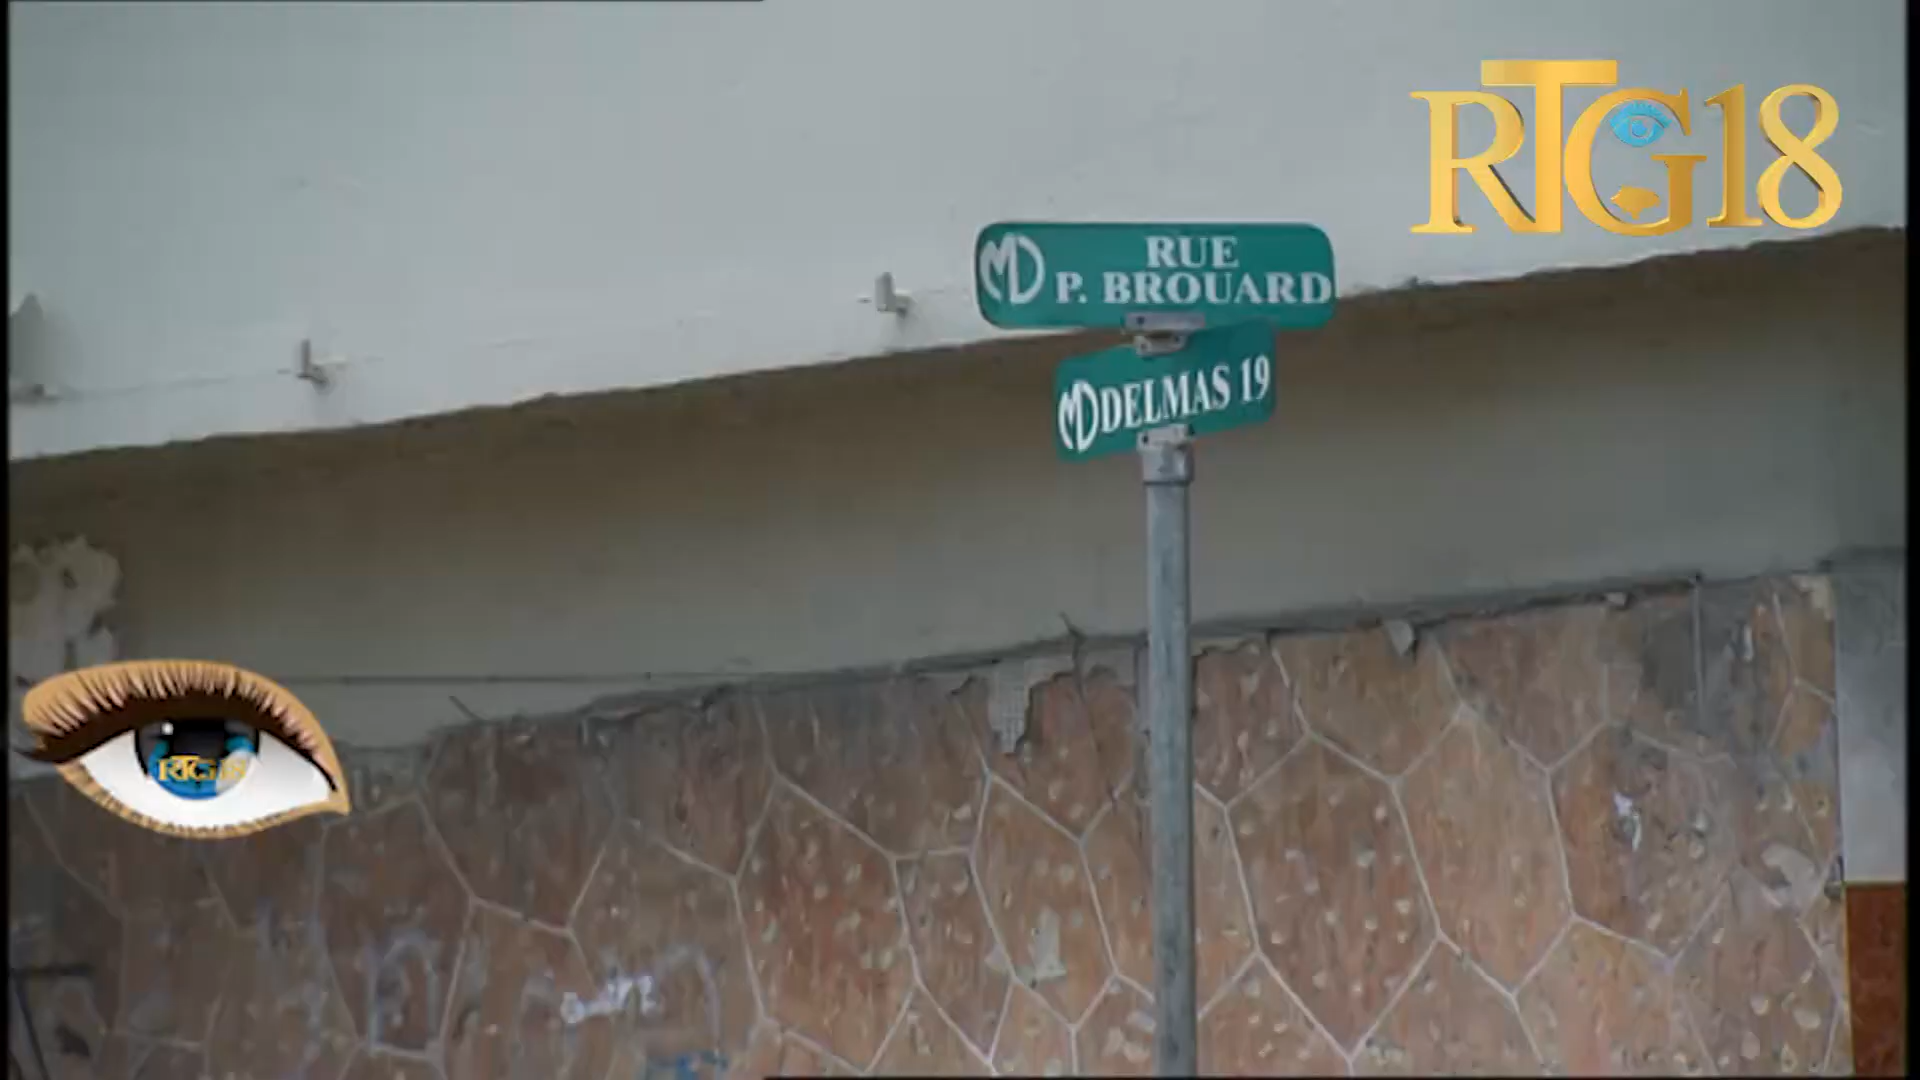 RTG18
RUE
P. BROUARD
MD
DELMAS 19
MD
RTG18